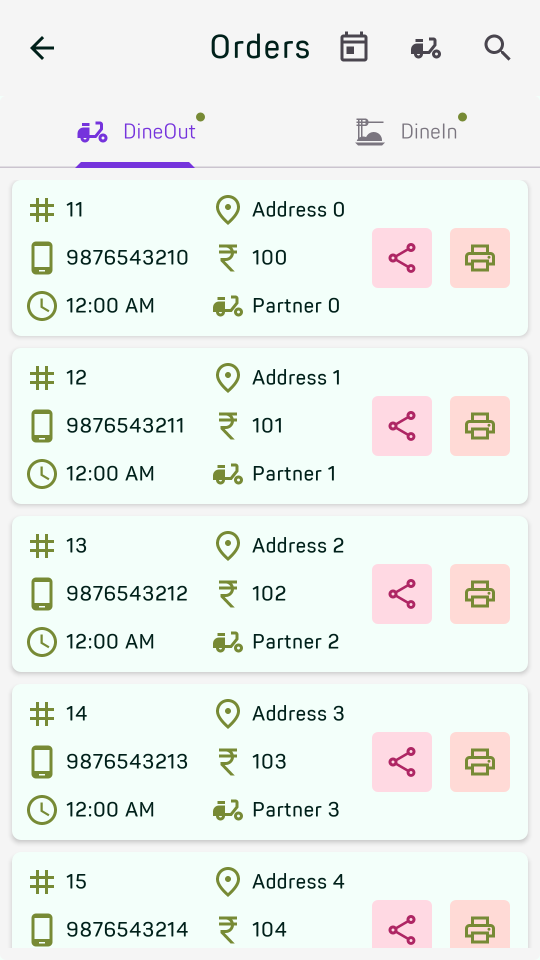 Orders
DineOut
DineIn
11
Address 0
9876543210
₹ 100
12:00 AM
Partner 0
12
Address 1
9876543211
₹ 101
12:00 AM
Partner 1
13
Address 2
9876543212
₹ 102
12:00 AM
Partner 2
14
Address 3
9876543213
₹ 103
12:00 AM
Partner 3
15
Address 4
9876543214
₹ 104